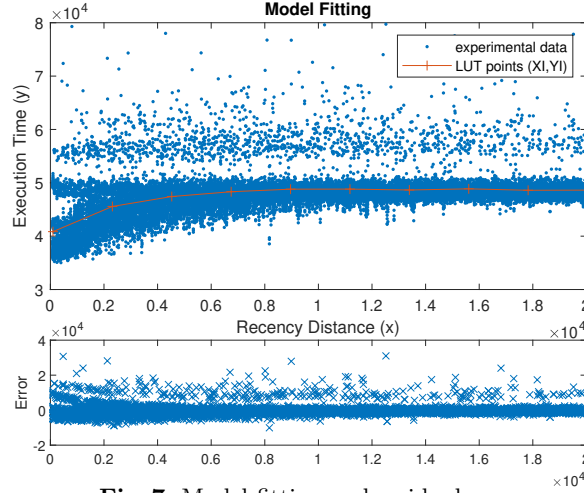 Model Fitting
×10⁴
8
7
6
5
4
3
Execution Time (y)
experimental data
LUT points (XI,YI)
0 0.2 0.4 0.6 0.8 1 1.2 1.4 1.6 1.8 2
×10⁴
Recency Distance (x)
×10⁴
4
2
0
-2
Error
0 0.2 0.4 0.6 0.8 1 1.2 1.4 1.6 1.8 2
×10⁴